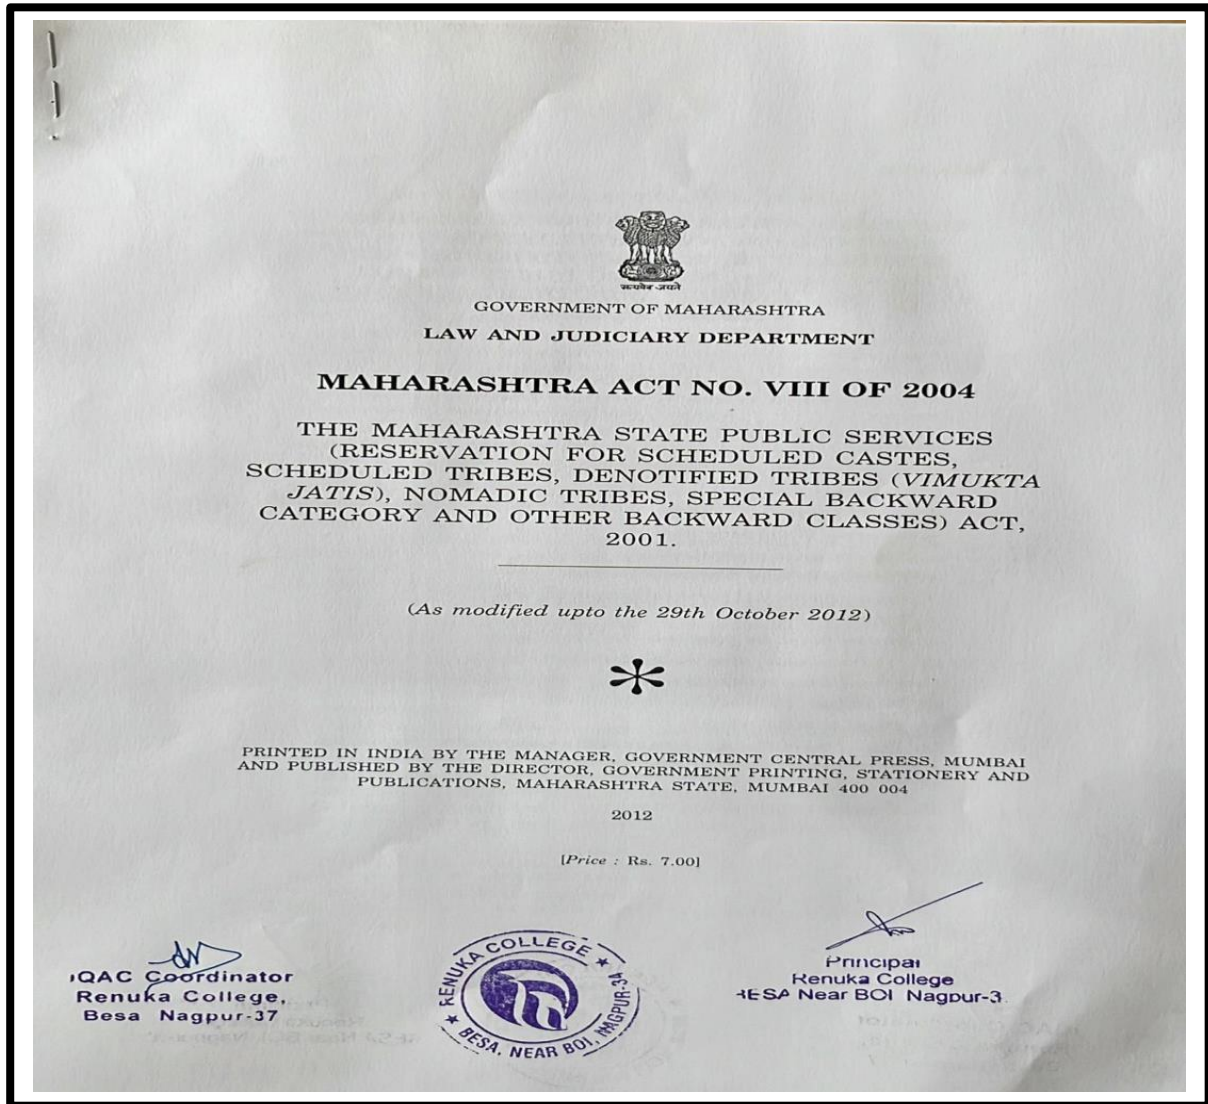 सत्यमेव जयते
GOVERNMENT OF MAHARASHTRA
LAW AND JUDICIARY DEPARTMENT
MAHARASHTRA ACT NO. VIII OF 2004
THE MAHARASHTRA STATE PUBLIC SERVICES
(RESERVATION FOR SCHEDULED CASTES,
SCHEDULED TRIBES, DENOTIFIED TRIBES (VIMUKTA
JATIS), NOMADIC TRIBES, SPECIAL BACKWARD
CATEGORY AND OTHER BACKWARD CLASSES) ACT,
2001.
(As modified upto the 29th October 2012)
PRINTED IN INDIA BY THE MANAGER, GOVERNMENT CENTRAL PRESS, MUMBAI
AND PUBLISHED BY THE DIRECTOR, GOVERNMENT PRINTING, STATIONERY AND
PUBLICATIONS, MAHARASHTRA STATE, MUMBAI 400 004
2012
[Price : Rs. 7.00]
IQAC Coordinator
Renuka College,
Besa Nagpur-37
★ RENUKA COLLEGE ★
BESA, NEAR BOI, NAGPUR-34
Principal
Renuka College
BESA Near BOI Nagpur-3